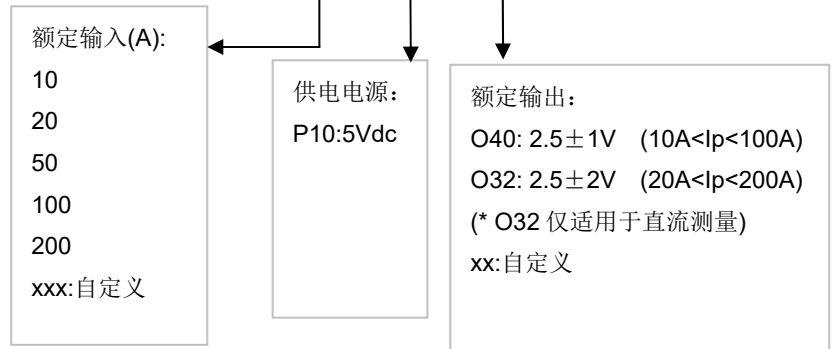 额定输入(A):
10
20
50
100
200
xxx:自定义
供电电源：
P10:5Vdc
额定输出：
O40: 2.5±1V (10A<Ip<100A)
O32: 2.5±2V (20A<Ip<200A)
(* O32 仅适用于直流测量)
xx:自定义